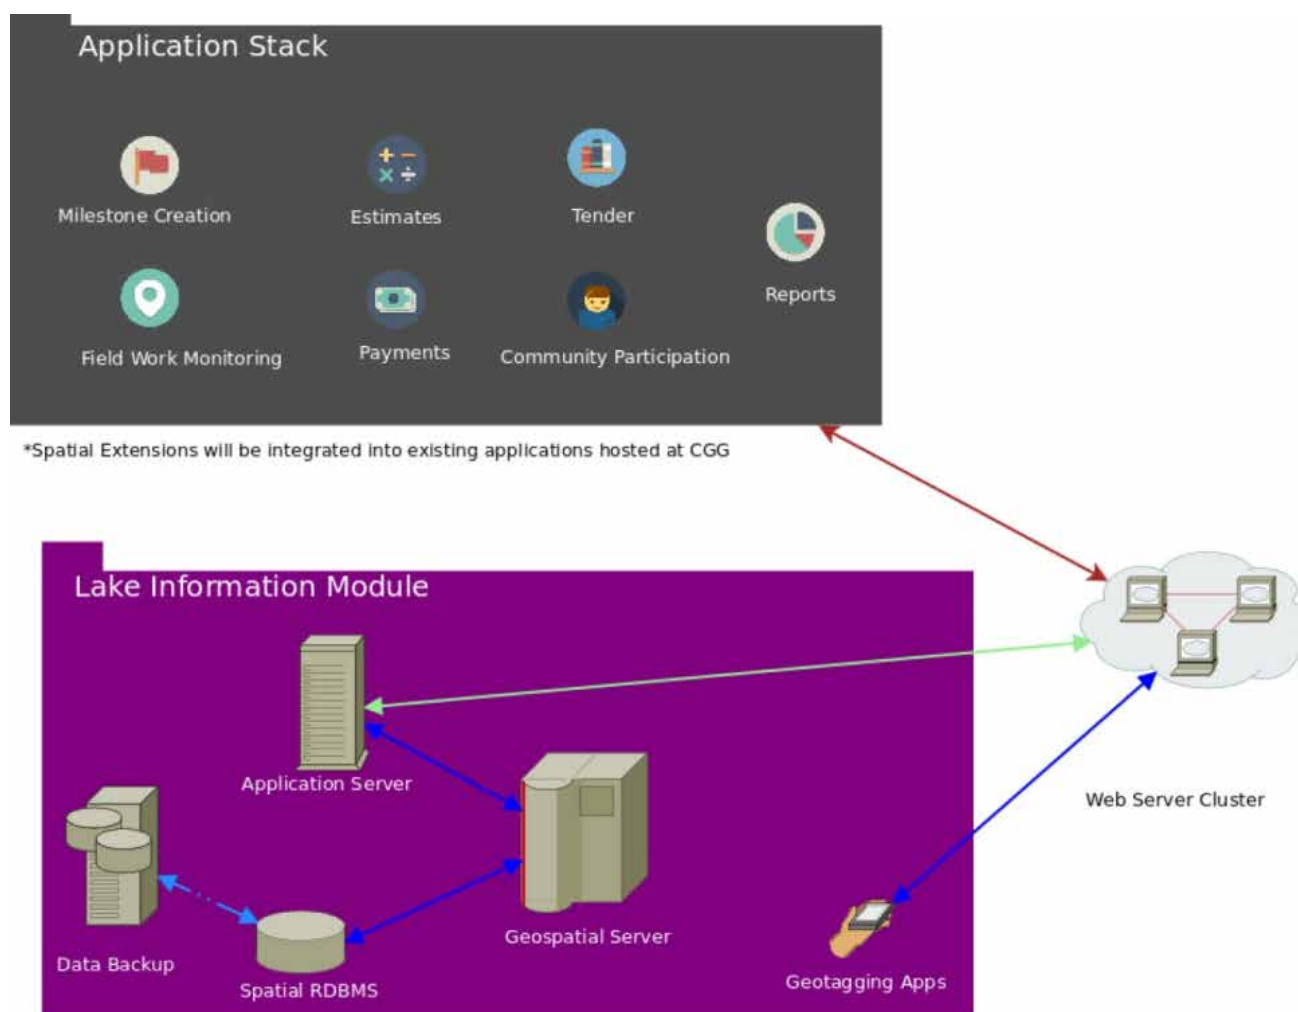 Application Stack
Milestone Creation
Estimates
Tender
Reports
Field Work Monitoring
Payments
Community Participation
*Spatial Extensions will be integrated into existing applications hosted at CGG
Lake Information Module
Application Server
Web Server Cluster
Geospatial Server
Data Backup
Spatial RDBMS
Geotagging Apps